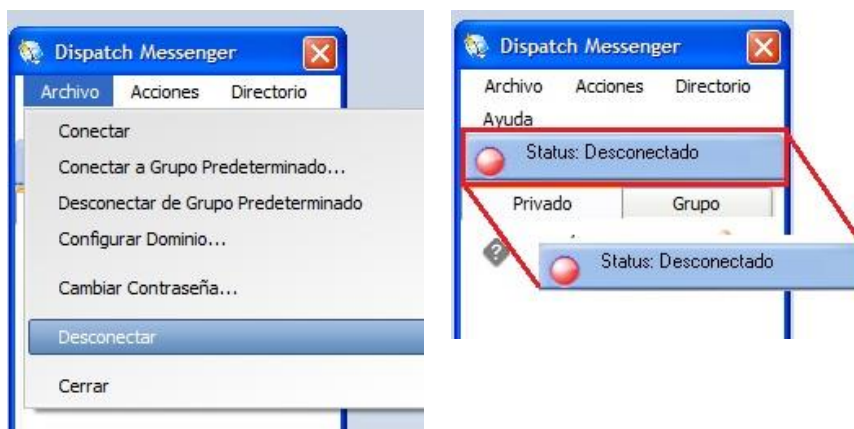 Dispatch Messenger
Archivo Acciones Directorio
Conectar
Conectar a Grupo Predeterminado...
Desconectar de Grupo Predeterminado
Configurar Dominio...
Cambiar Contraseña...
Desconectar
Cerrar
Dispatch Messenger
Archivo Acciones Directorio
Ayuda
Status: Desconectado
Privado Grupo
Status: Desconectado